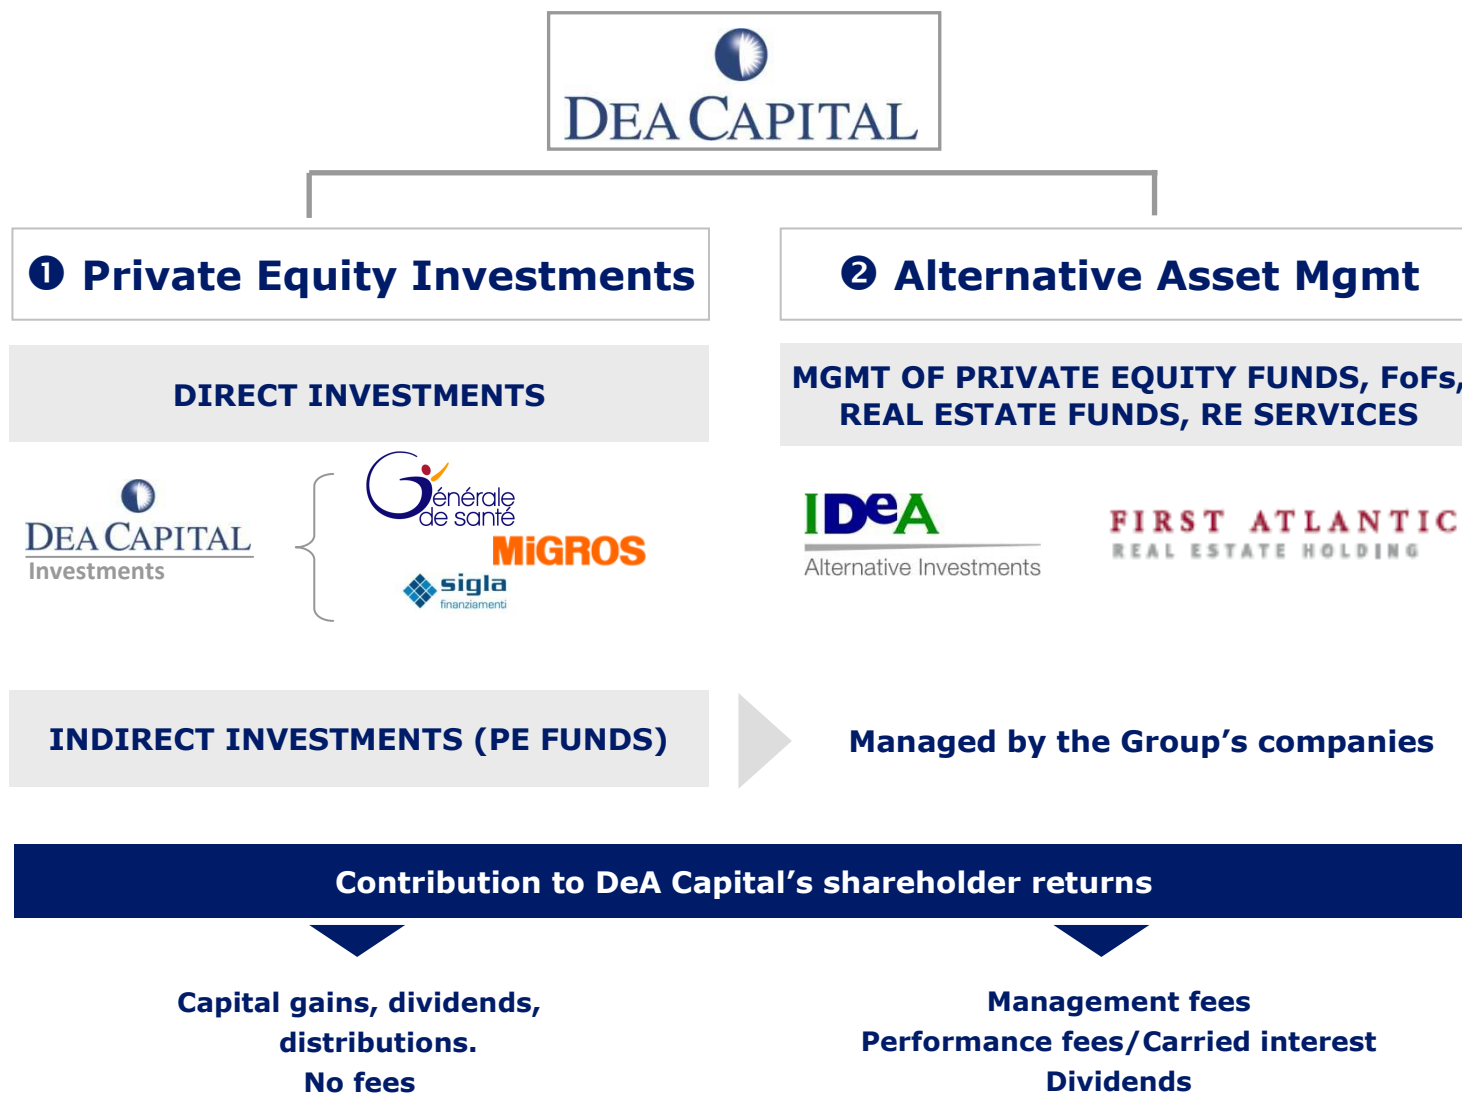 DEA CAPITAL
❶ Private Equity Investments
❷ Alternative Asset Mgmt
DIRECT INVESTMENTS
MGMT OF PRIVATE EQUITY FUNDS, FoFs,
REAL ESTATE FUNDS, RE SERVICES
DEA CAPITAL
Investments
Générale
de santé
MiGROS
sigla
finanziamenti
IDeA
Alternative Investments
FIRST ATLANTIC
REAL ESTATE HOLDING
INDIRECT INVESTMENTS (PE FUNDS)
Managed by the Group’s companies
Contribution to DeA Capital’s shareholder returns
Capital gains, dividends,
distributions.
No fees
Management fees
Performance fees/Carried interest
Dividends